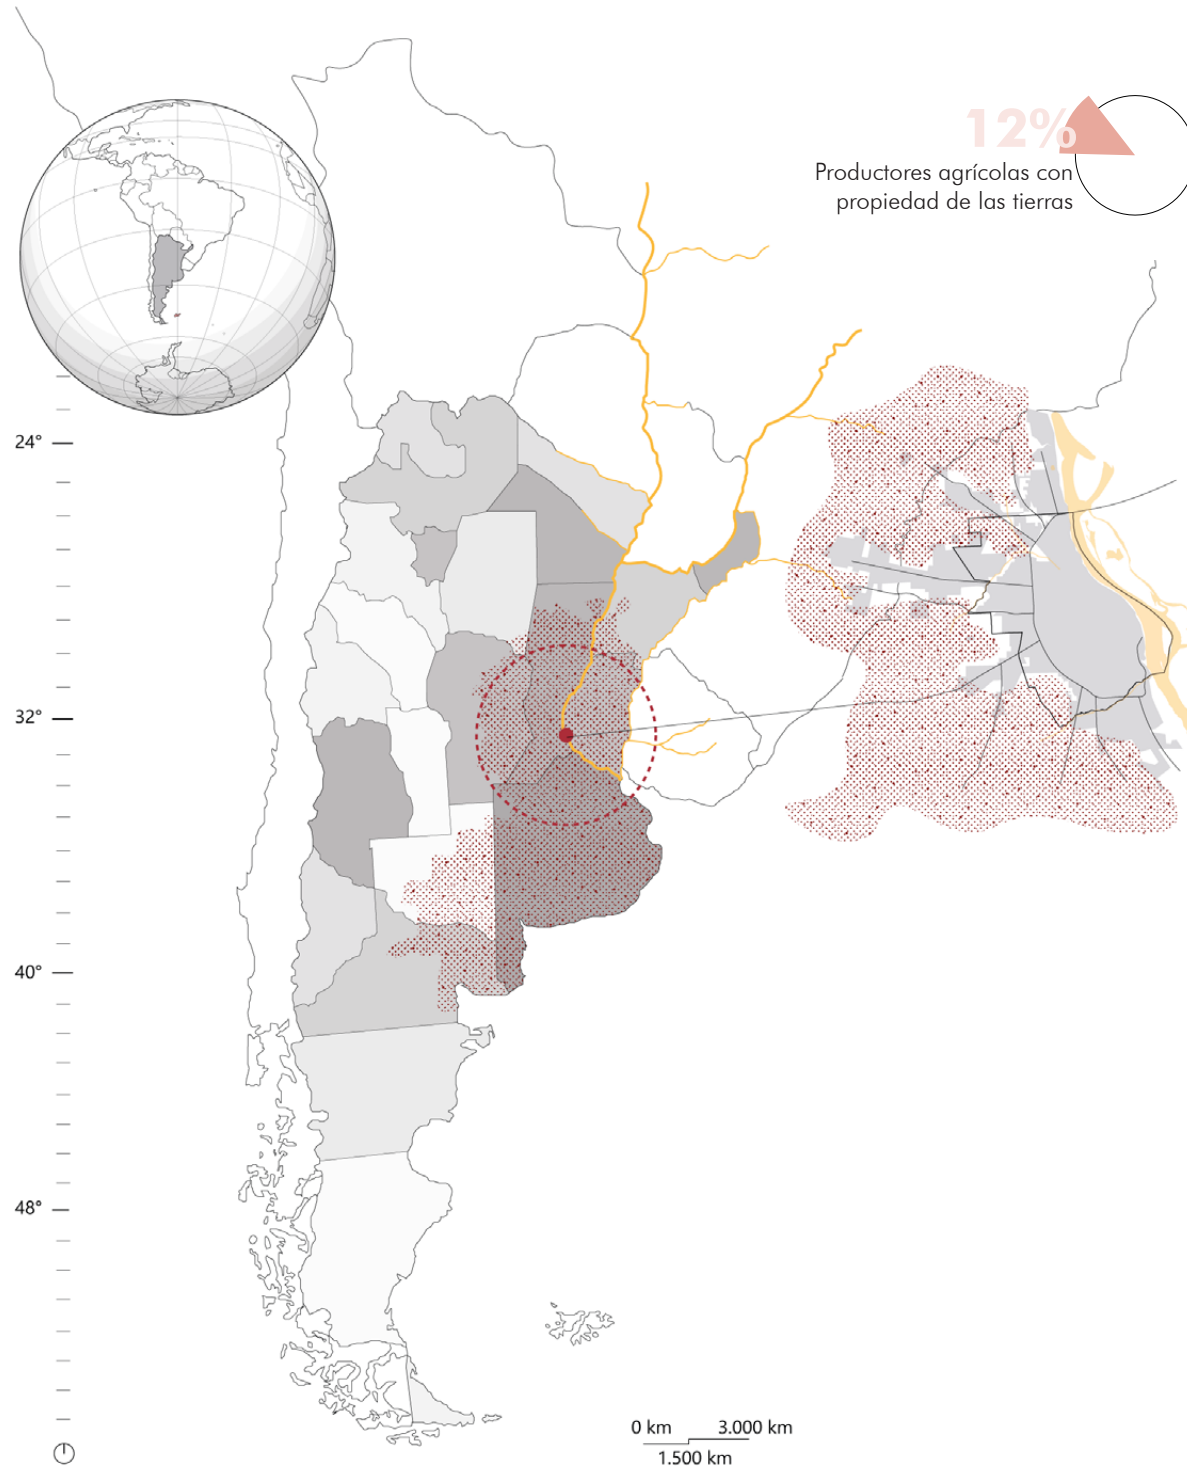 12%
Productores agrícolas con
propiedad de las tierras
24°
32°
40°
48°
0 km 3.000 km
1.500 km